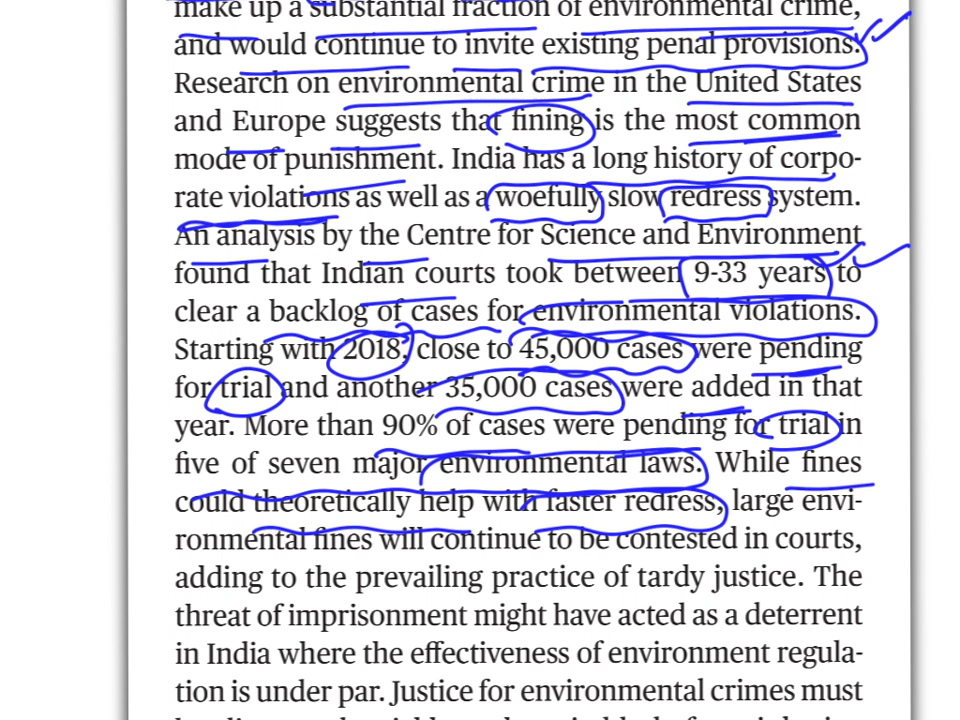 make up a substantial fraction of environmental crime,
and would continue to invite existing penal provisions.
Research on environmental crime in the United States
and Europe suggests that fining is the most common
mode of punishment. India has a long history of corpo-
rate violations as well as a woefully slow redress system.
An analysis by the Centre for Science and Environment
found that Indian courts took between 9-33 years to
clear a backlog of cases for environmental violations.
Starting with 2018, close to 45,000 cases were pending
for trial and another 35,000 cases were added in that
year. More than 90% of cases were pending for trial in
five of seven major environmental laws. While fines
could theoretically help with faster redress, large envi-
ronmental fines will continue to be contested in courts,
adding to the prevailing practice of tardy justice. The
threat of imprisonment might have acted as a deterrent
in India where the effectiveness of environment regula-
tion is under par. Justice for environmental crimes must